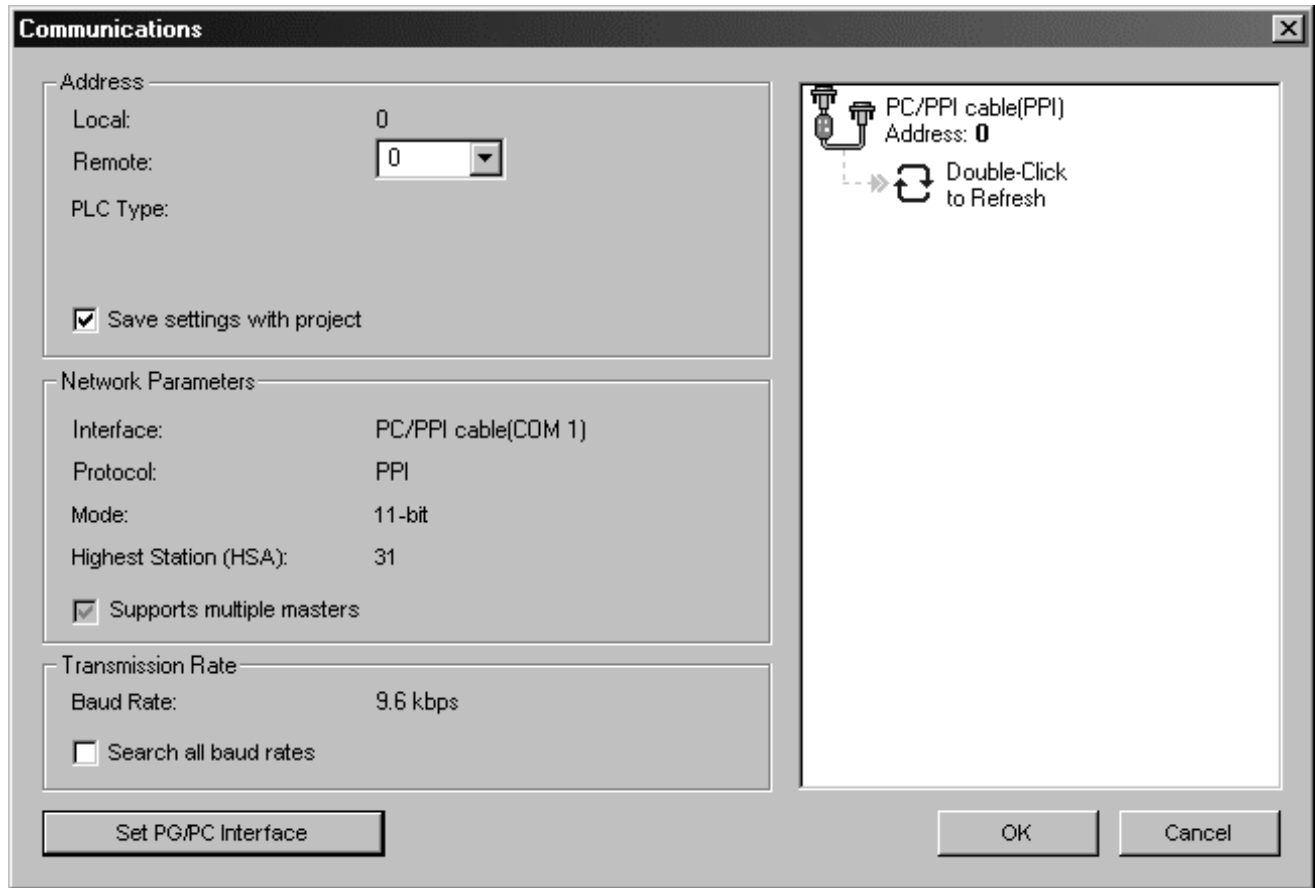 Communications
Address
Local: 0
Remote: 0
PLC Type:
Save settings with project
Network Parameters
Interface: PC/PPI cable(COM 1)
Protocol: PPI
Mode: 11-bit
Highest Station (HSA): 31
Supports multiple masters
Transmission Rate
Baud Rate: 9.6 kbps
Search all baud rates
Set PG/PC Interface
PC/PPI cable(PPI)
Address: 0
Double-Click
to Refresh
OK
Cancel